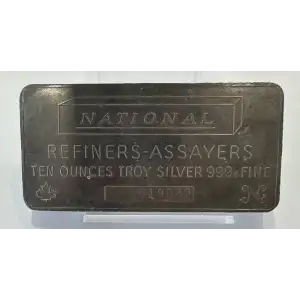 NATIONAL
REFINERS-ASSAYERS
TEN OUNCES TROY SILVER 999+FINE